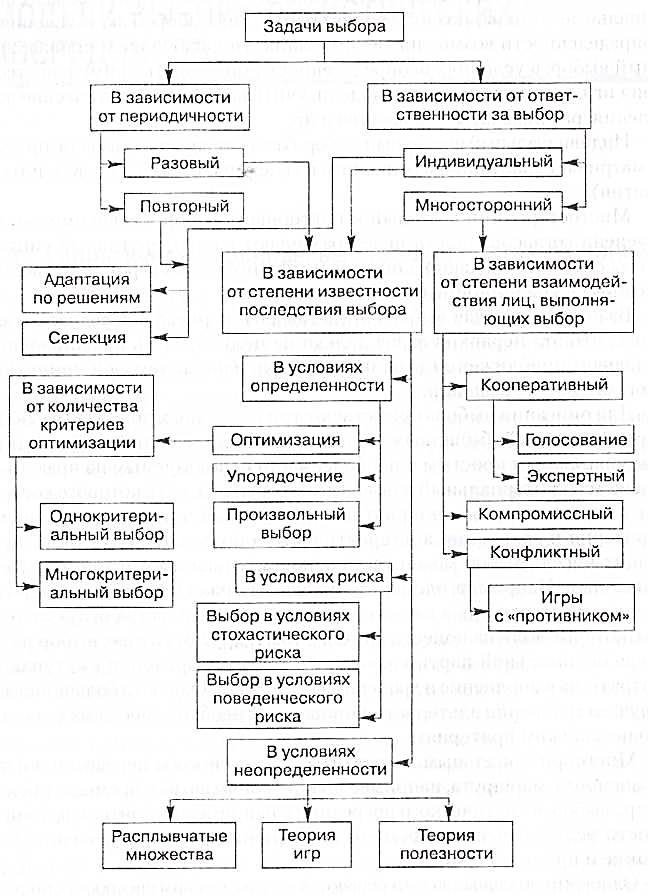 Задачи выбора
В зависимости
от периодичности
В зависимости от ответ-
ственности за выбор
Разовый
Индивидуальный
Повторный
Многосторонний
Адаптация
по решениям
Селекция
В зависимости
от степени известности
последствия выбора
В зависимости
от степени взаимодей-
ствия лиц, выполня-
ющих выбор
В зависимости
от количества
критериев
оптимизации
В условиях
определенности
Кооперативный
Оптимизация
Голосование
Упорядочение
Экспертный
Однокритери-
альный выбор
Произвольный
выбор
Компромиссный
Конфликтный
Многокритери-
альный выбор
В условиях риска
Игры
с «противником»
Выбор в условиях
стохастического
риска
Выбор в условиях
поведенческого
риска
В условиях
неопределенности
Расплывчатые
множества
Теория
игр
Теория
полезности